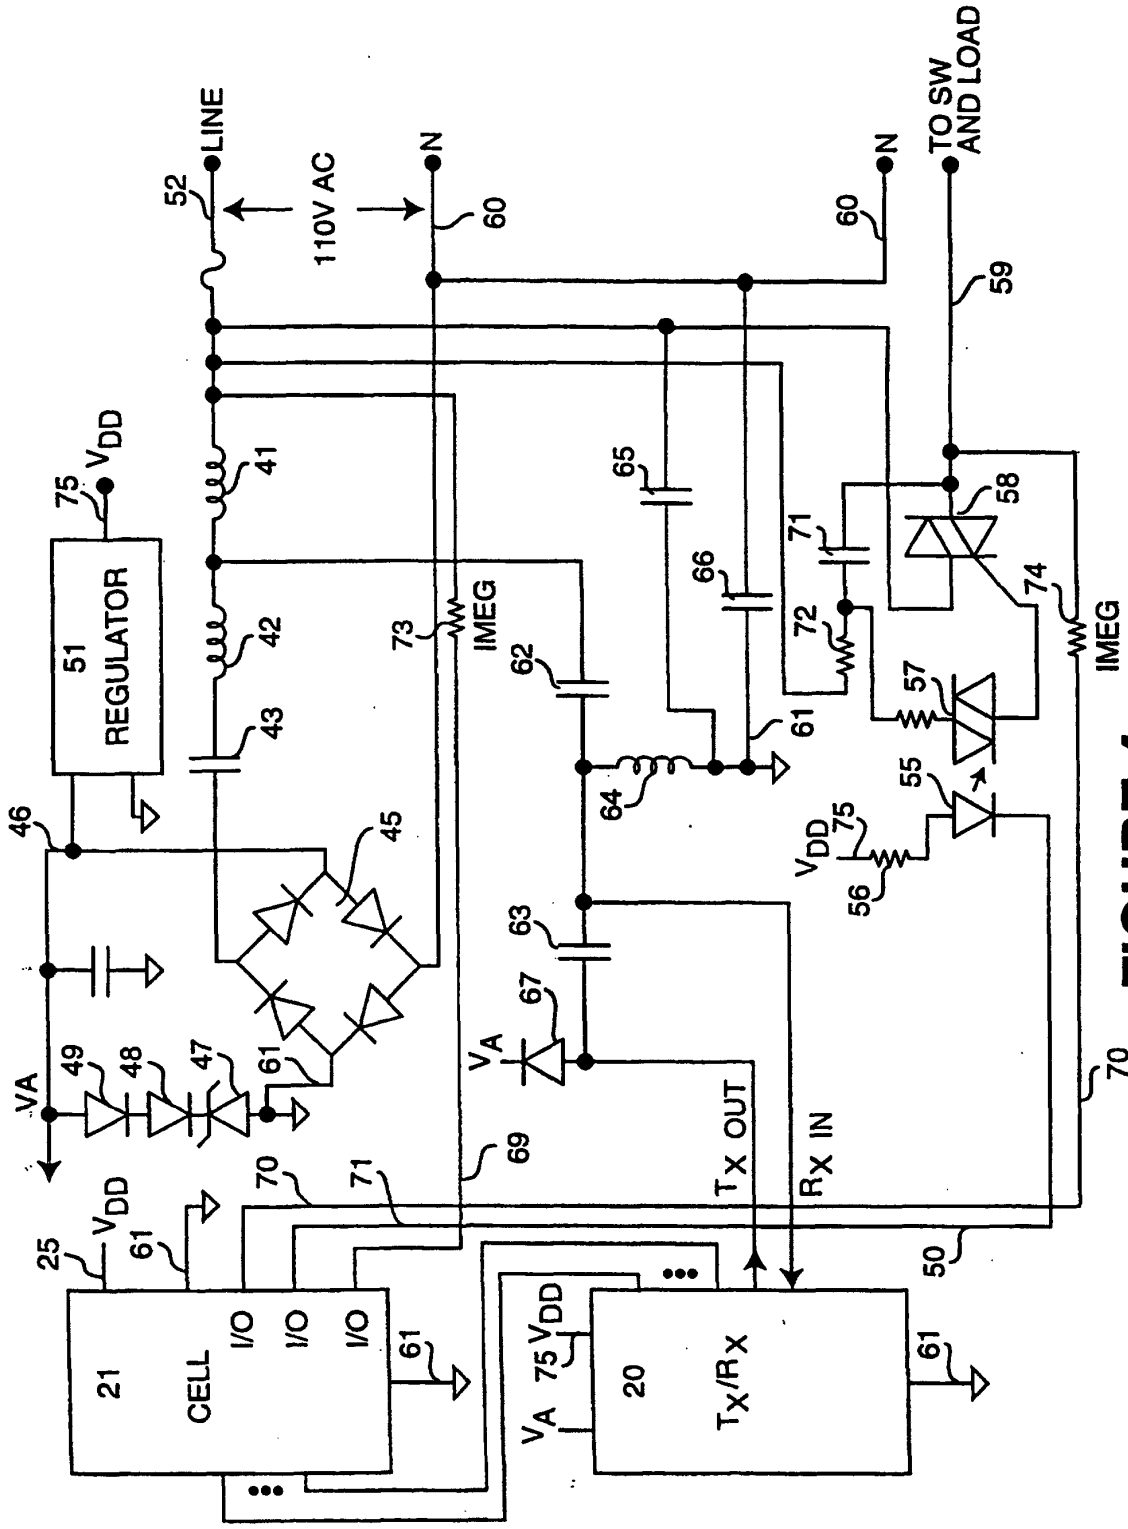 LINE
52
110V AC
N
60
N
60
TO SW
AND LOAD
59
75
VDD
51
REGULATOR
46
41
42
43
45
73
IMEG
65
66
62
64
61
63
67
VA
71
72
58
57
55
VDD
75
56
74
IMEG
70
VA
49
48
47
61
69
70
71
TX OUT
RX IN
50
25
VDD
61
21
CELL
I/O
I/O
I/O
61
VA
75
VDD
20
TX/RX
61